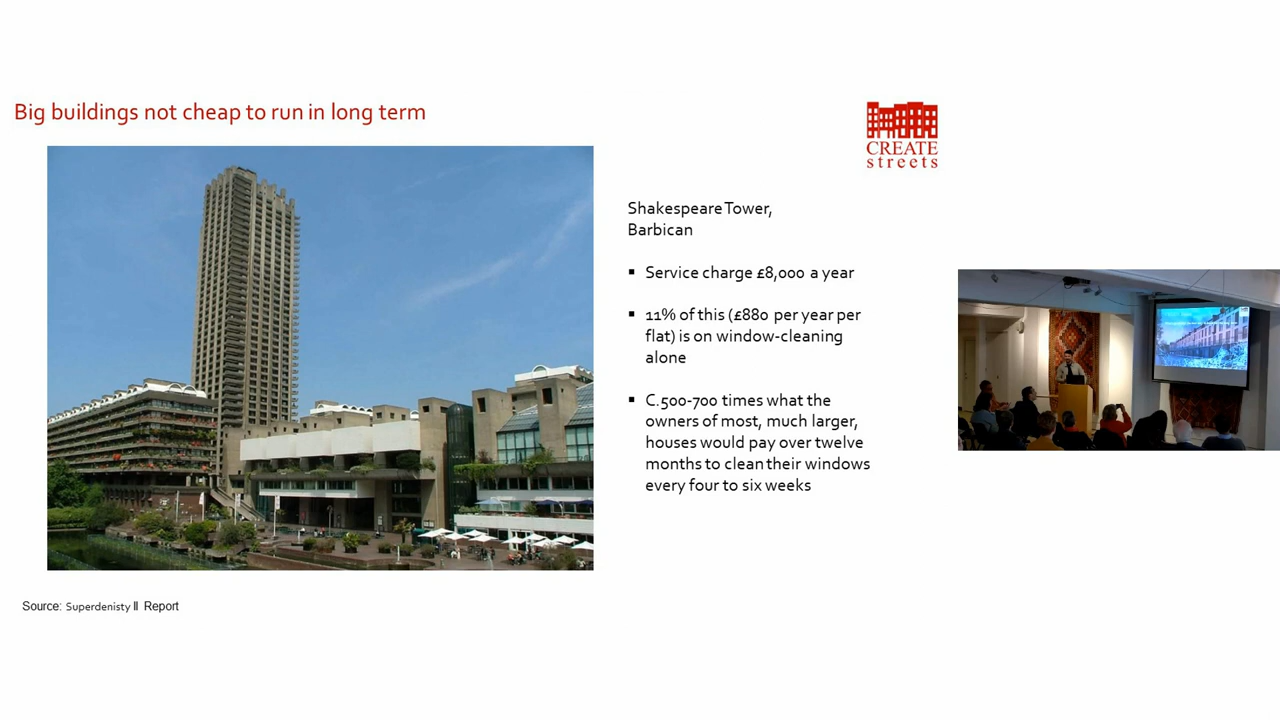 Big buildings not cheap to run in long term
CREATE
streets
Shakespeare Tower,
Barbican
▪ Service charge £8,000 a year
▪ 11% of this (£880 per year per
flat) is on window-cleaning
alone
▪ C.500-700 times what the
owners of most, much larger,
houses would pay over twelve
months to clean their windows
every four to six weeks
Source: Superdenisty II Report